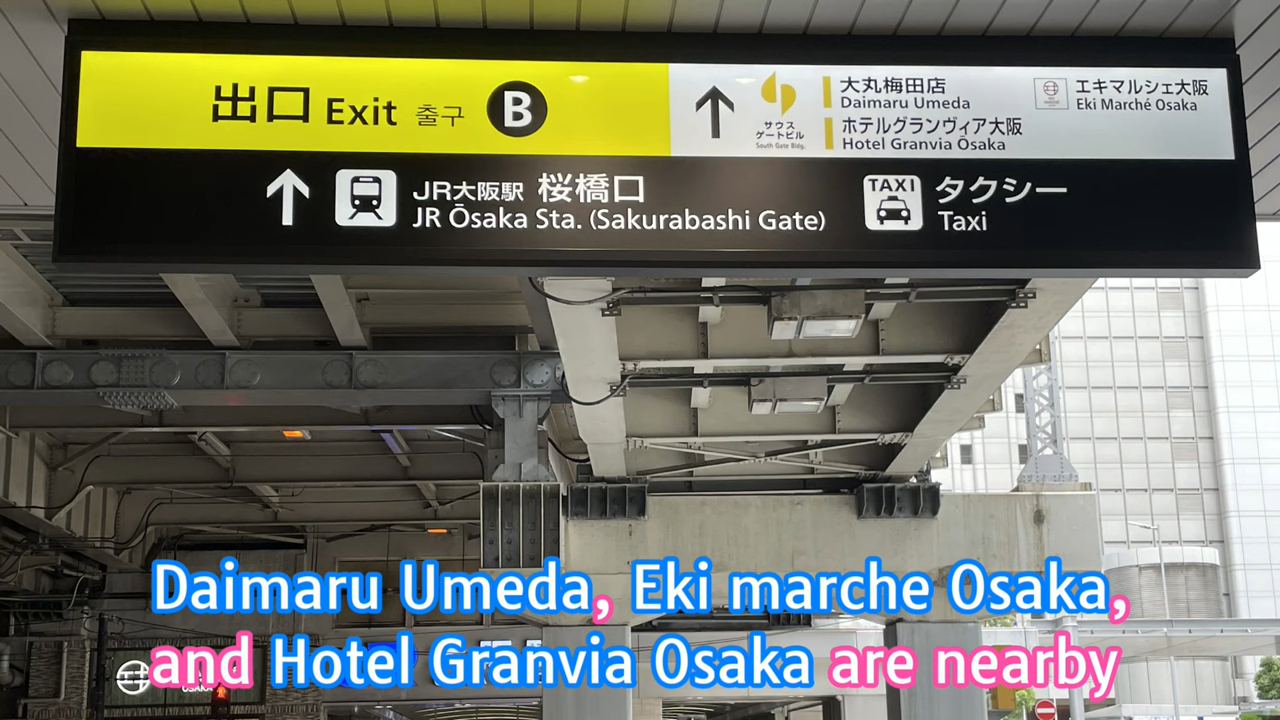 出口 Exit 출구 B
サウス
ゲートビル
South Gate Bldg.
大丸梅田店
Daimaru Umeda
ホテルグランヴィア大阪
Hotel Granvia Ōsaka
エキマルシェ大阪
Eki Marché Osaka
JR大阪駅 桜橋口
JR Ōsaka Sta. (Sakurabashi Gate)
TAXI
タクシー
Taxi
Daimaru Umeda, Eki marche Osaka,
and Hotel Granvia Osaka are nearby
OSAKA